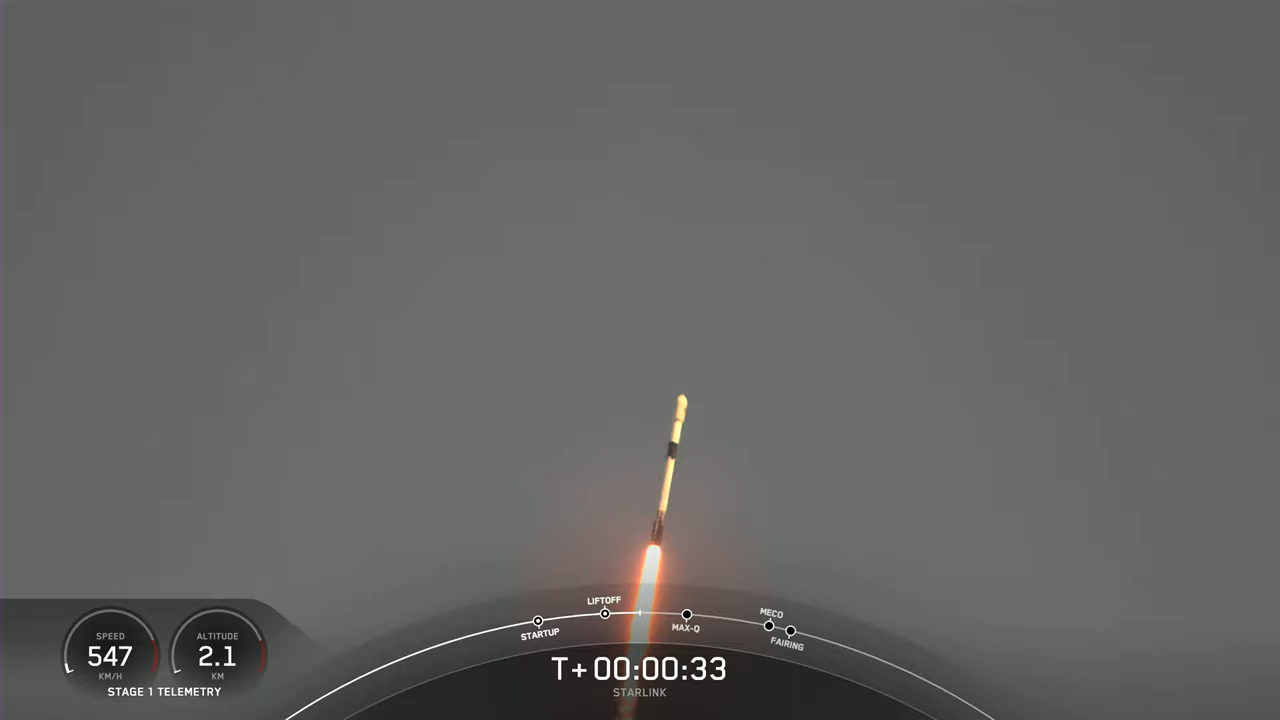 LIFTOFF
STARTUP
MAX-Q
MECO
FAIRING
SPEED
547
KM/H
ALTITUDE
2.1
KM
STAGE 1 TELEMETRY
T+00:00:33
STARLINK